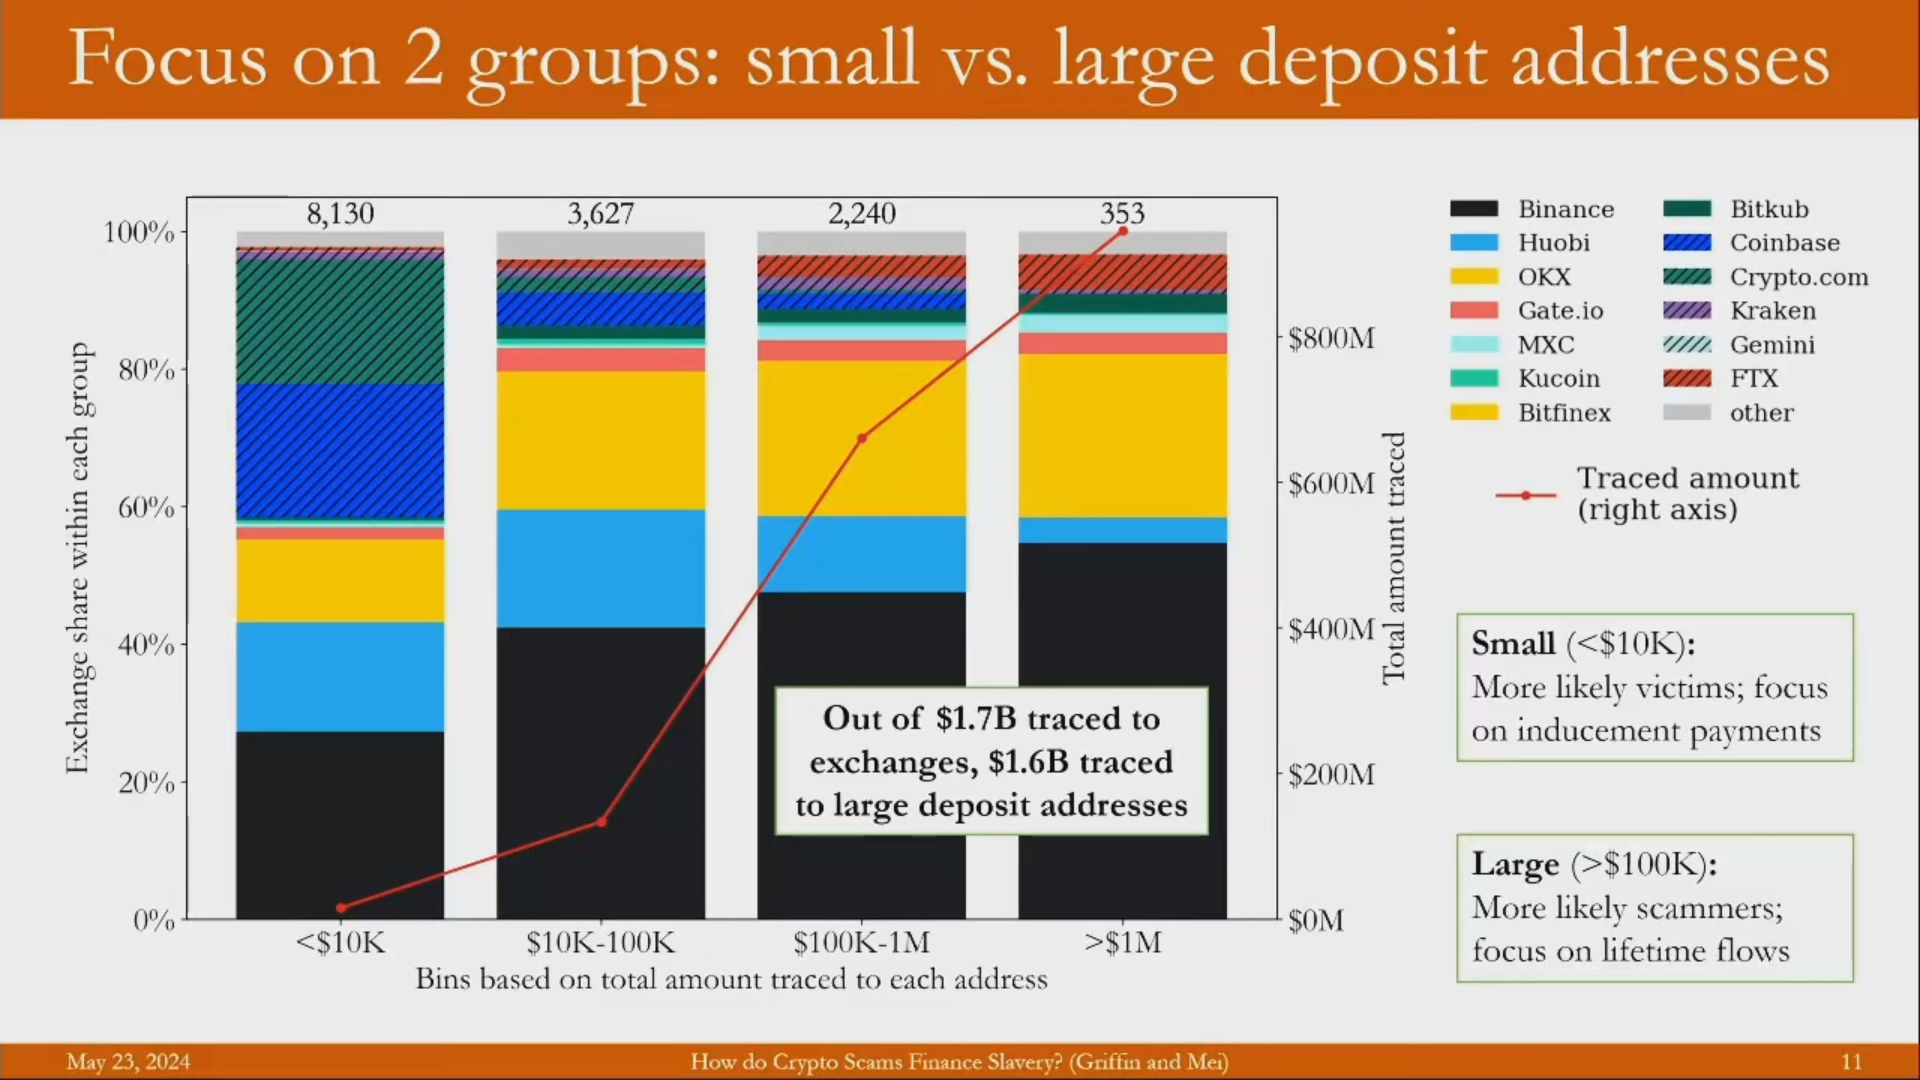 Focus on 2 groups: small vs. large deposit addresses
8,130
3,627
2,240
353
100%
80%
60%
40%
20%
0%
Exchange share within each group
$800M
$600M
$400M
$200M
$0M
Total amount traced
<$10K
$10K-100K
$100K-1M
>$1M
Bins based on total amount traced to each address
Out of $1.7B traced to
exchanges, $1.6B traced
to large deposit addresses
Binance
Huobi
OKX
Gate.io
MXC
Kucoin
Bitfinex
Bitkub
Coinbase
Crypto.com
Kraken
Gemini
FTX
other
Traced amount
(right axis)
Small (<$10K):
More likely victims; focus
on inducement payments
Large (>$100K):
More likely scammers;
focus on lifetime flows
May 23, 2024
How do Crypto Scams Finance Slavery? (Griffin and Mei)
11